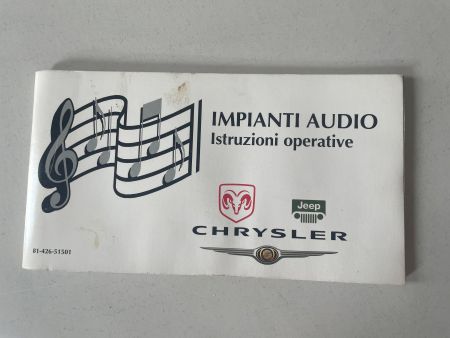 IMPIANTI AUDIO
Istruzioni operative
Jeep
CHRYSLER
81-426-51501